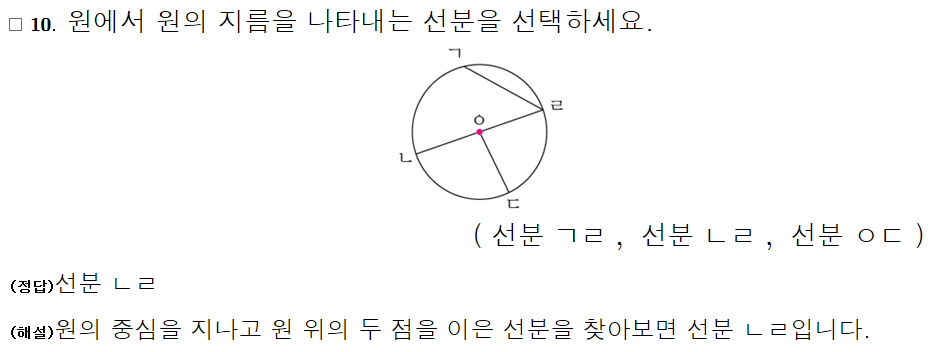 □ 10. 원에서 원의 지름을 나타내는 선분을 선택하세요.
ㄱ
ㄹ
ㅇ
ㄴ
ㄷ
( 선분 ㄱㄹ , 선분 ㄴㄹ , 선분 ㅇㄷ )
(정답)선분 ㄴㄹ
(해설)원의 중심을 지나고 원 위의 두 점을 이은 선분을 찾아보면 선분 ㄴㄹ입니다.